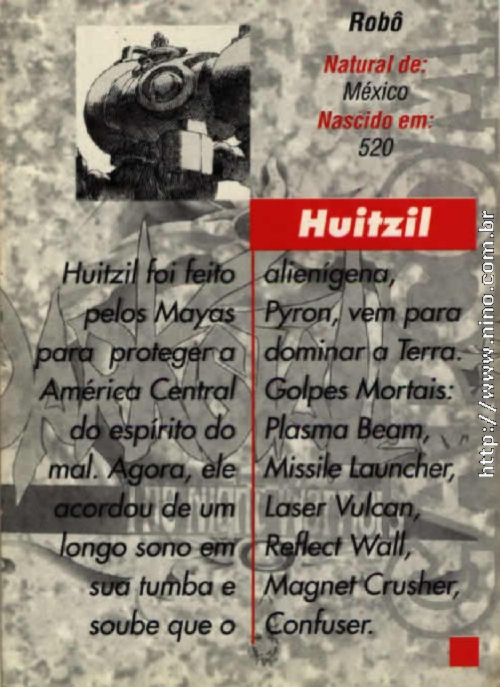 Robô
Natural de:
México
Nascido em:
520
Huitzil
Huitzil foi feito
pelos Mayas
para proteger a
América Central
do espírito do
mal. Agora, ele
acordou de um
longo sono em
sua tumba e
soube que o
alienígena,
Pyron, vem para
dominar a Terra.
Golpes Mortais:
Plasma Beam,
Missile Launcher,
Laser Vulcan,
Reflect Wall,
Magnet Crusher,
Confuser.
http://www.nino.com.br